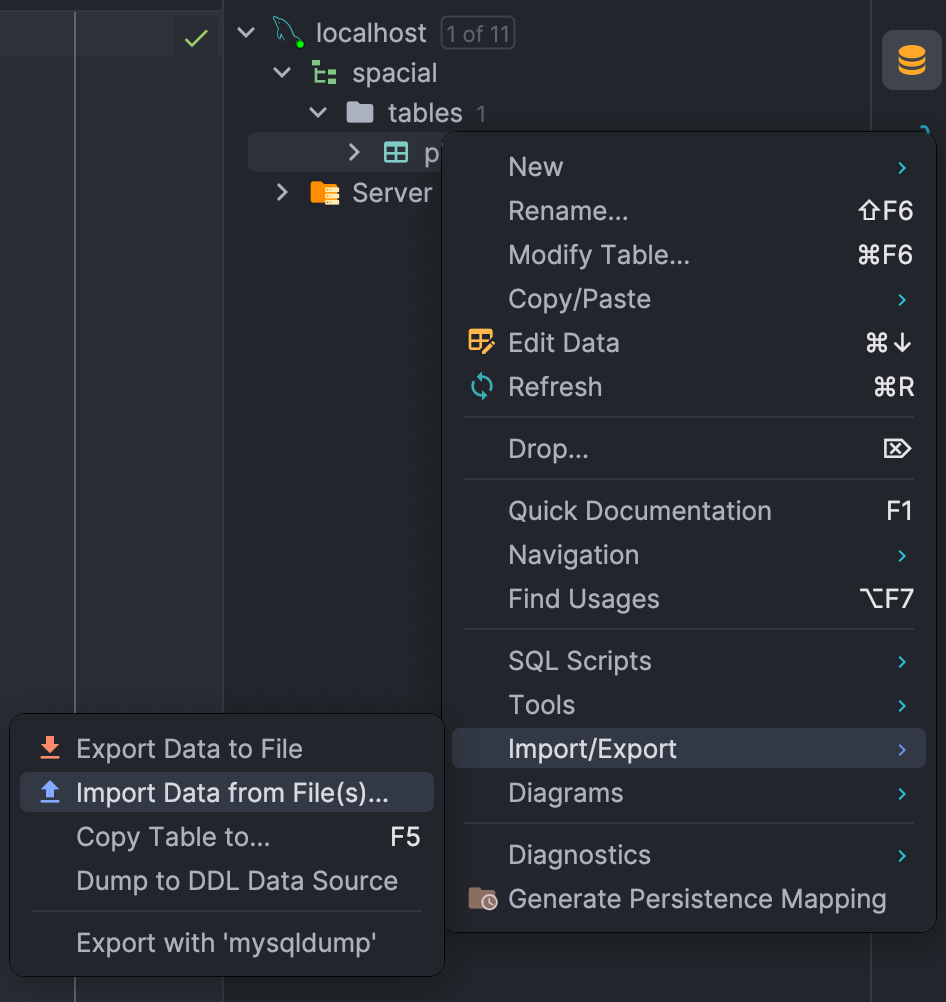 localhost 1 of 11
spacial
tables 1
Server
New
Rename... ⇧F6
Modify Table... ⌘F6
Copy/Paste
Edit Data ⌘↓
Refresh ⌘R
Drop... ⌦
Quick Documentation F1
Navigation
Find Usages ⌥F7
SQL Scripts
Tools
Import/Export
Diagrams
Diagnostics
Generate Persistence Mapping
Export Data to File
Import Data from File(s)...
Copy Table to... F5
Dump to DDL Data Source
Export with 'mysqldump'